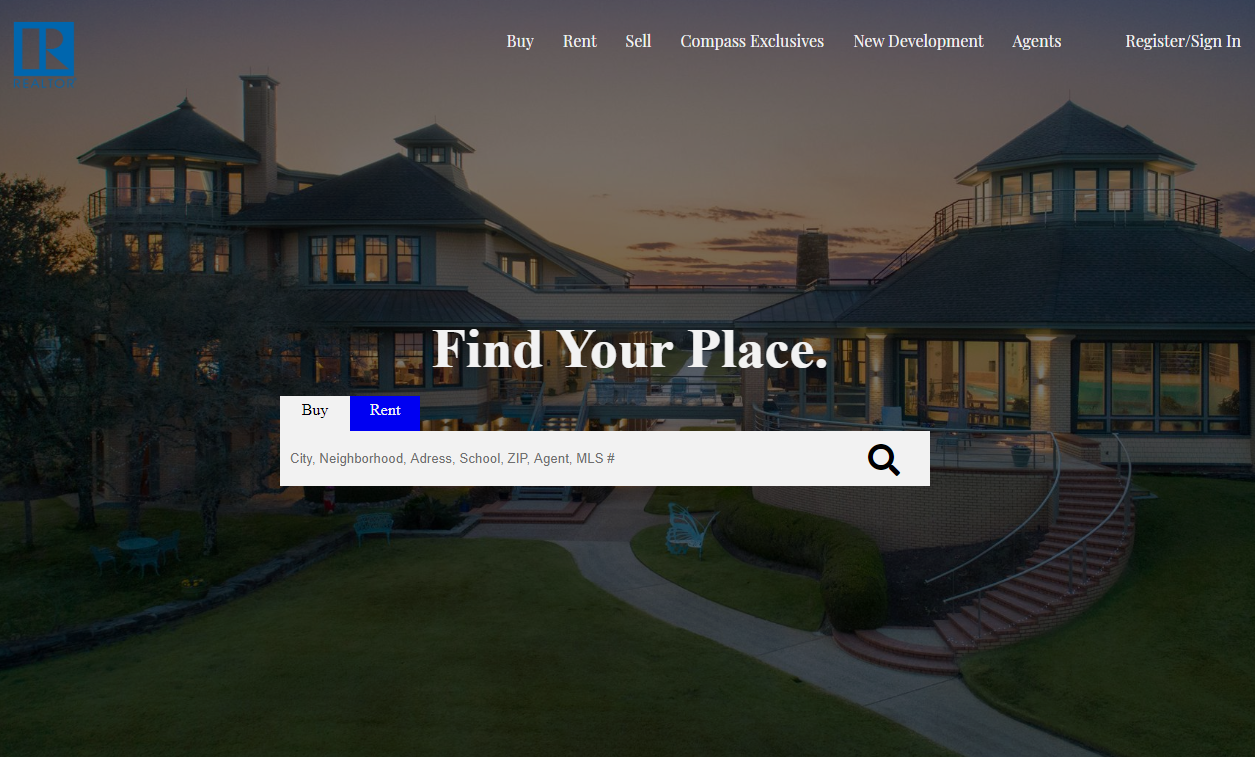 REALTOR
Buy Rent Sell Compass Exclusives New Development Agents Register/Sign In
Find Your Place.
Buy Rent
City, Neighborhood, Adress, School, ZIP, Agent, MLS #